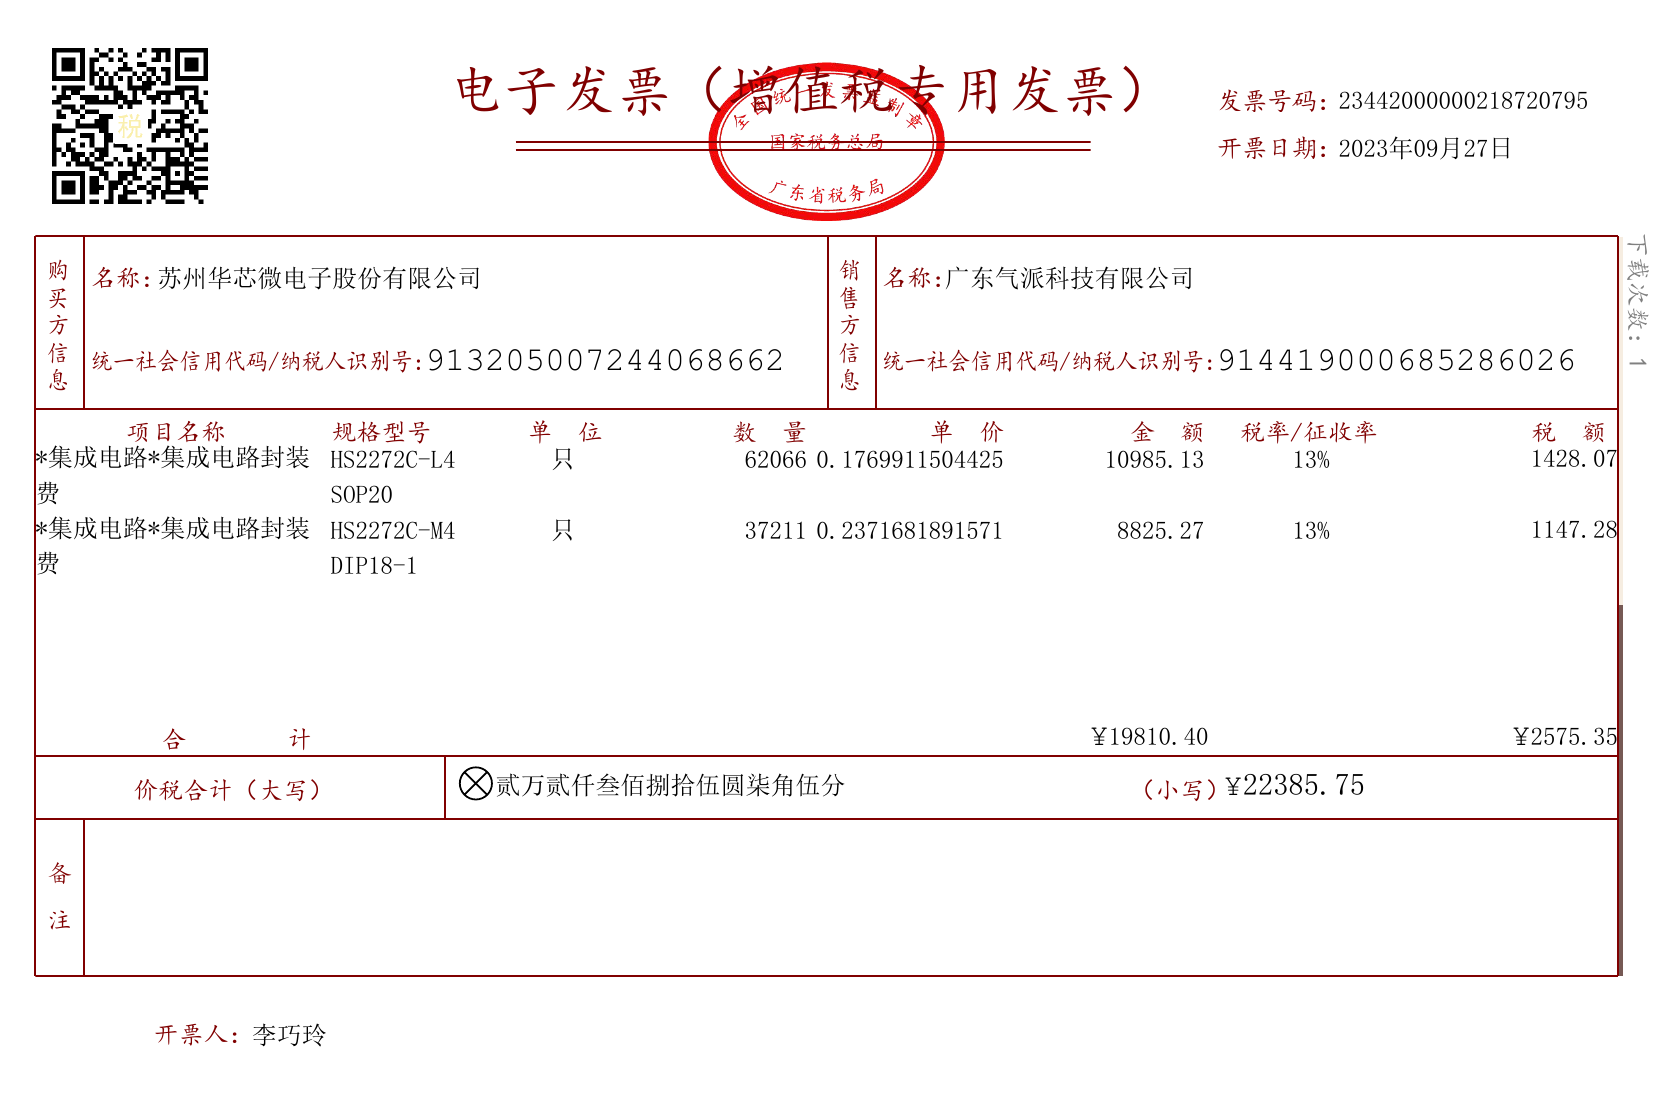 电子发票（增值税专用发票）
全国统一发票监制章
国家税务总局
广东省税务局
税
发票号码：23442000000218720795
开票日期：2023年09月27日
下载次数：1
购买方信息
名称：苏州华芯微电子股份有限公司
统一社会信用代码/纳税人识别号：913205007244068662
销售方信息
名称：广东气派科技有限公司
统一社会信用代码/纳税人识别号：914419000685286026
项目名称 规格型号 单 位 数 量 单 价 金 额 税率/征收率 税 额
*集成电路*集成电路封装 HS2272C-L4 只 62066 0.1769911504425 10985.13 13% 1428.07
费 SOP20
*集成电路*集成电路封装 HS2272C-M4 只 37211 0.2371681891571 8825.27 13% 1147.28
费 DIP18-1
合 计 ¥19810.40 ¥2575.35
价税合计（大写） ⊗贰万贰仟叁佰捌拾伍圆柒角伍分 （小写）¥22385.75
备注
开票人：李巧玲